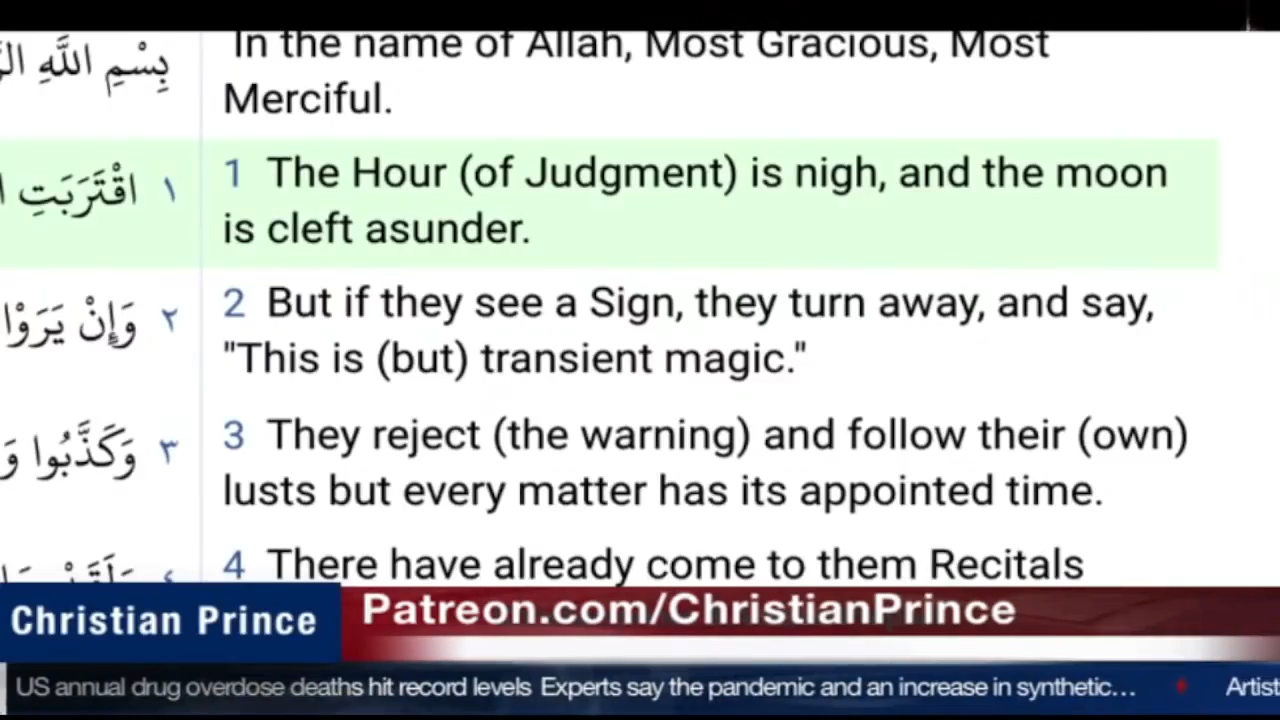 In the name of Allah, Most Gracious, Most
Merciful.
بِسْمِ اللَّهِ
1 The Hour (of Judgment) is nigh, and the moon
is cleft asunder.
١ اقْتَرَبَتِ
2 But if they see a Sign, they turn away, and say,
"This is (but) transient magic."
٢ وَإِنْ يَرَوْا
3 They reject (the warning) and follow their (own)
lusts but every matter has its appointed time.
٣ وَكَذَّبُوا
4 There have already come to them Recitals
Christian Prince
Patreon.com/ChristianPrince
US annual drug overdose deaths hit record levels Experts say the pandemic and an increase in synthetic... Artist